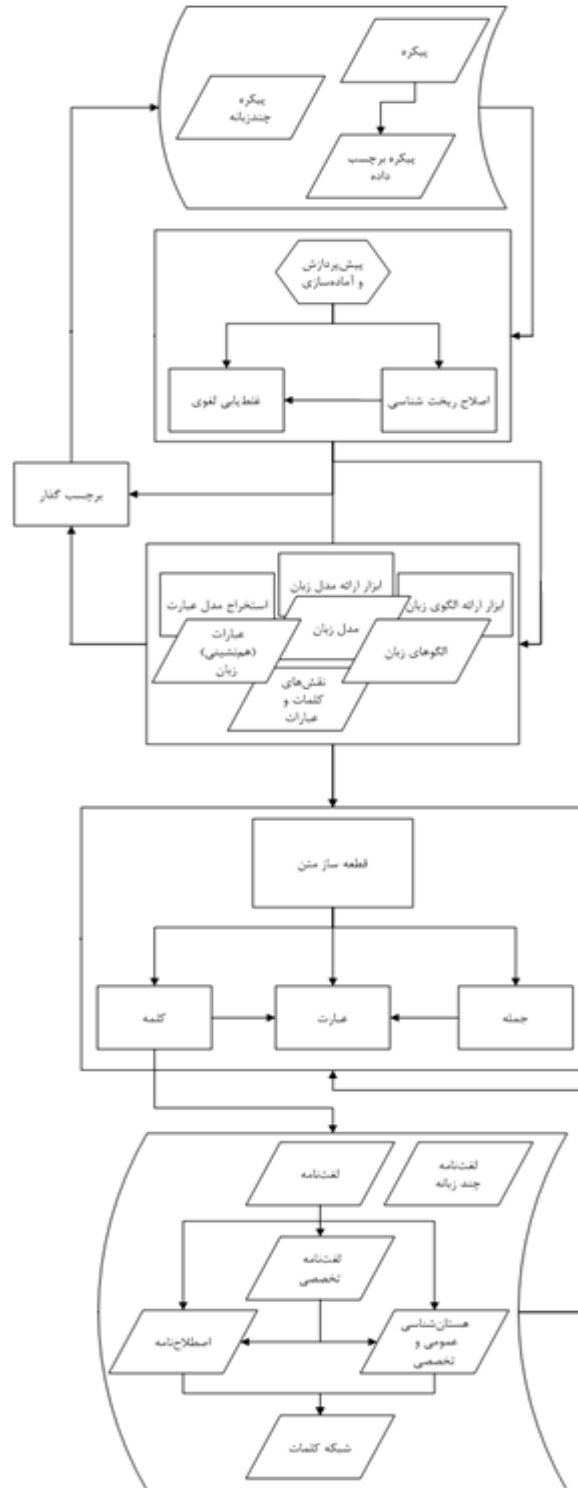 پیکره
پیکره
چندزبانه
پیکره برچسب
داده
پیش‌پردازش
و آماده‌سازی
اصلاح ریخت شناسی
غلط‌یابی لغوی
برچسب گذار
ابزار ارائه مدل زبان
ابزار ارائه الگوی زبان
استخراج مدل عبارت
مدل زبان
الگوهای زبان
عبارات
(هم‌نشینی)
زبان
نقش‌های
کلمات و
عبارات
قطعه ساز متن
جمله
عبارت
کلمه
لغت‌نامه
چند زبانه
لغت‌نامه
لغت‌نامه
تخصصی
هستان‌شناسی
عمومی و
تخصصی
اصطلاح‌نامه
شبکه کلمات